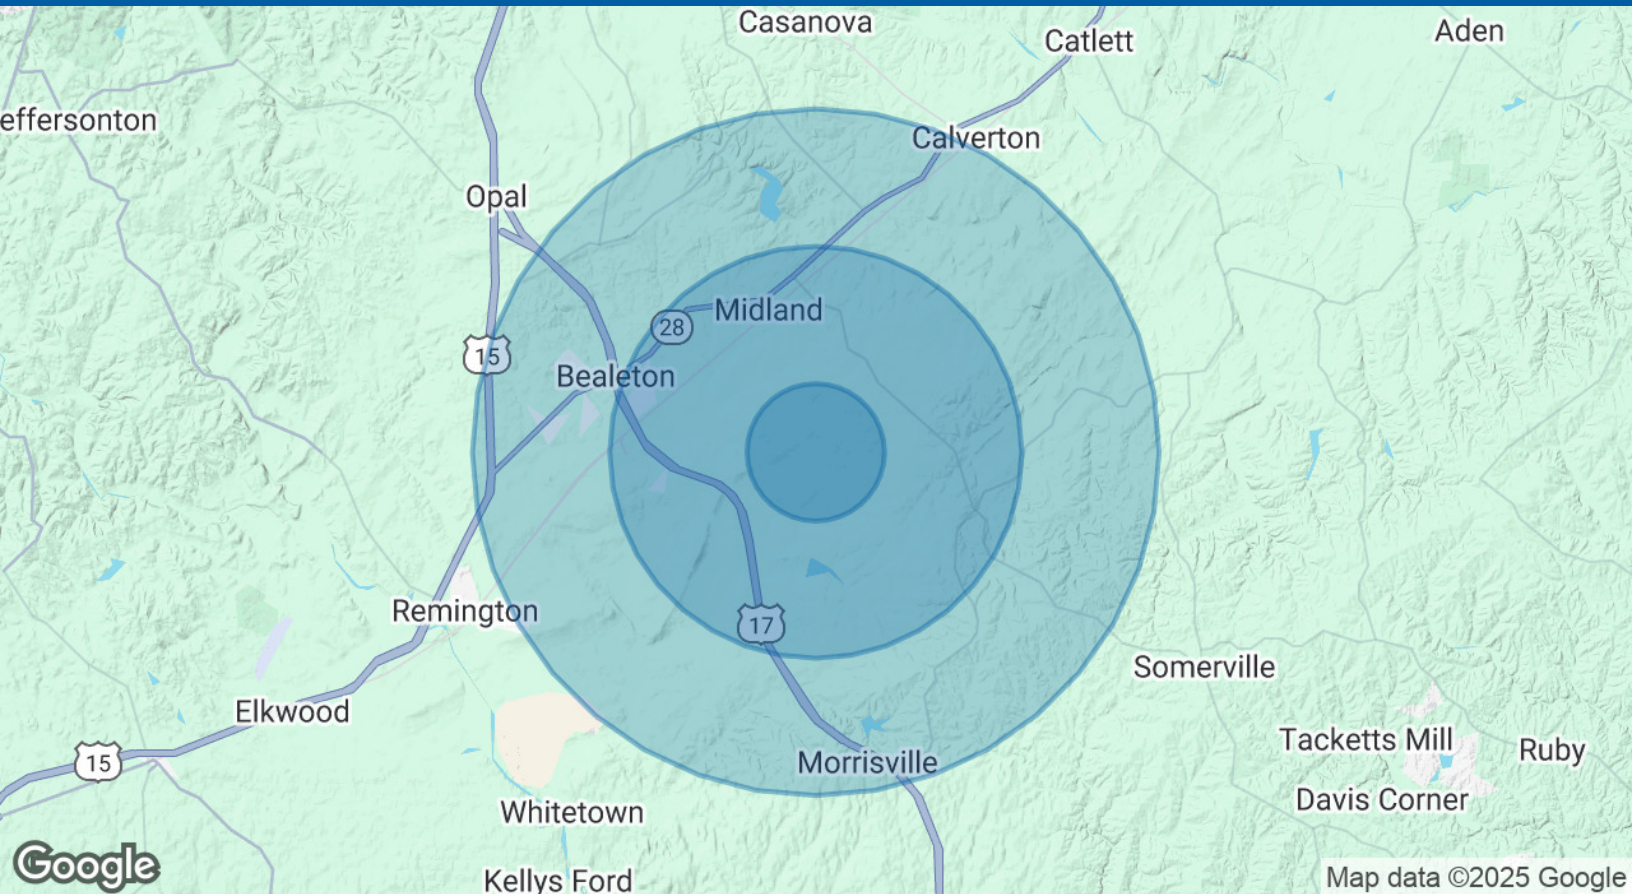 Casanova
Catlett
Aden
effersonton
Calverton
Opal
28
Midland
15
Bealeton
Remington
17
Somerville
Elkwood
Tacketts Mill
Ruby
15
Morrisville
Davis Corner
Whitetown
Google
Kellys Ford
Map data ©2025 Google